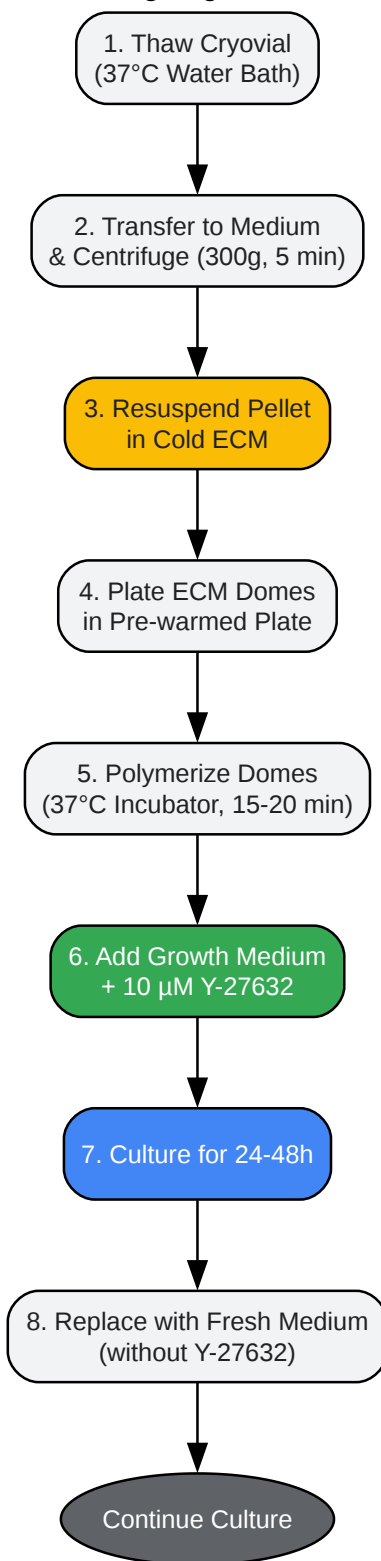 1. Thaw Cryovial
(37°C Water Bath)
2. Transfer to Medium
& Centrifuge (300g, 5 min)
3. Resuspend Pellet
in Cold ECM
4. Plate ECM Domes
in Pre-warmed Plate
5. Polymerize Domes
(37°C Incubator, 15-20 min)
6. Add Growth Medium
+ 10 µM Y-27632
7. Culture for 24-48h
8. Replace with Fresh Medium
(without Y-27632)
Continue Culture